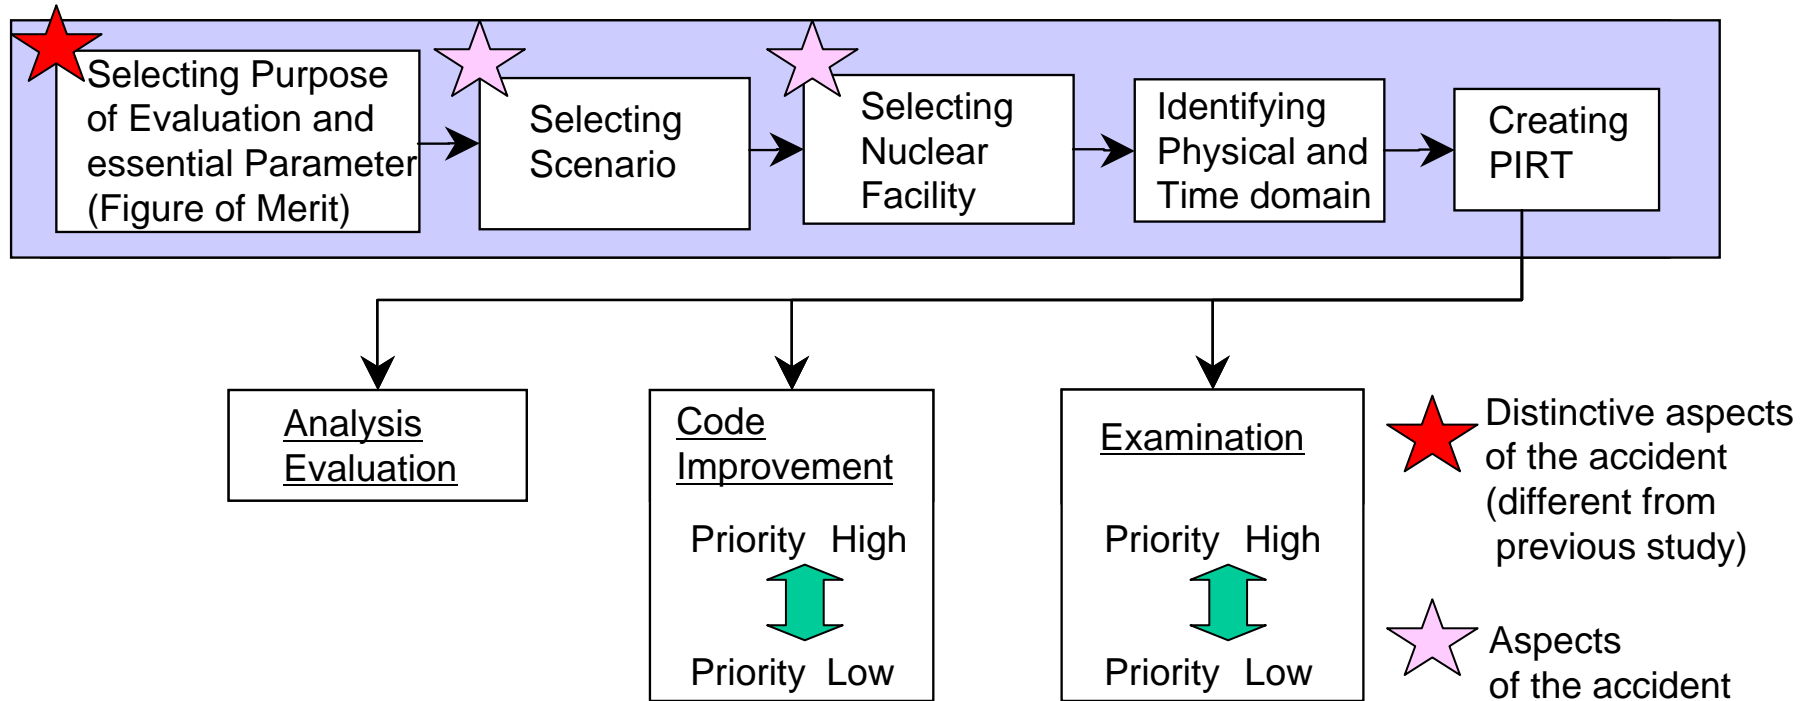 Selecting Purpose
of Evaluation and
essential Parameter
(Figure of Merit)
Selecting
Scenario
Selecting
Nuclear
Facility
Identifying
Physical and
Time domain
Creating
PIRT
Analysis
Evaluation
Code
Improvement
Priority High
Priority Low
Examination
Priority High
Priority Low
Distinctive aspects
of the accident
(different from
previous study)
Aspects
of the accident